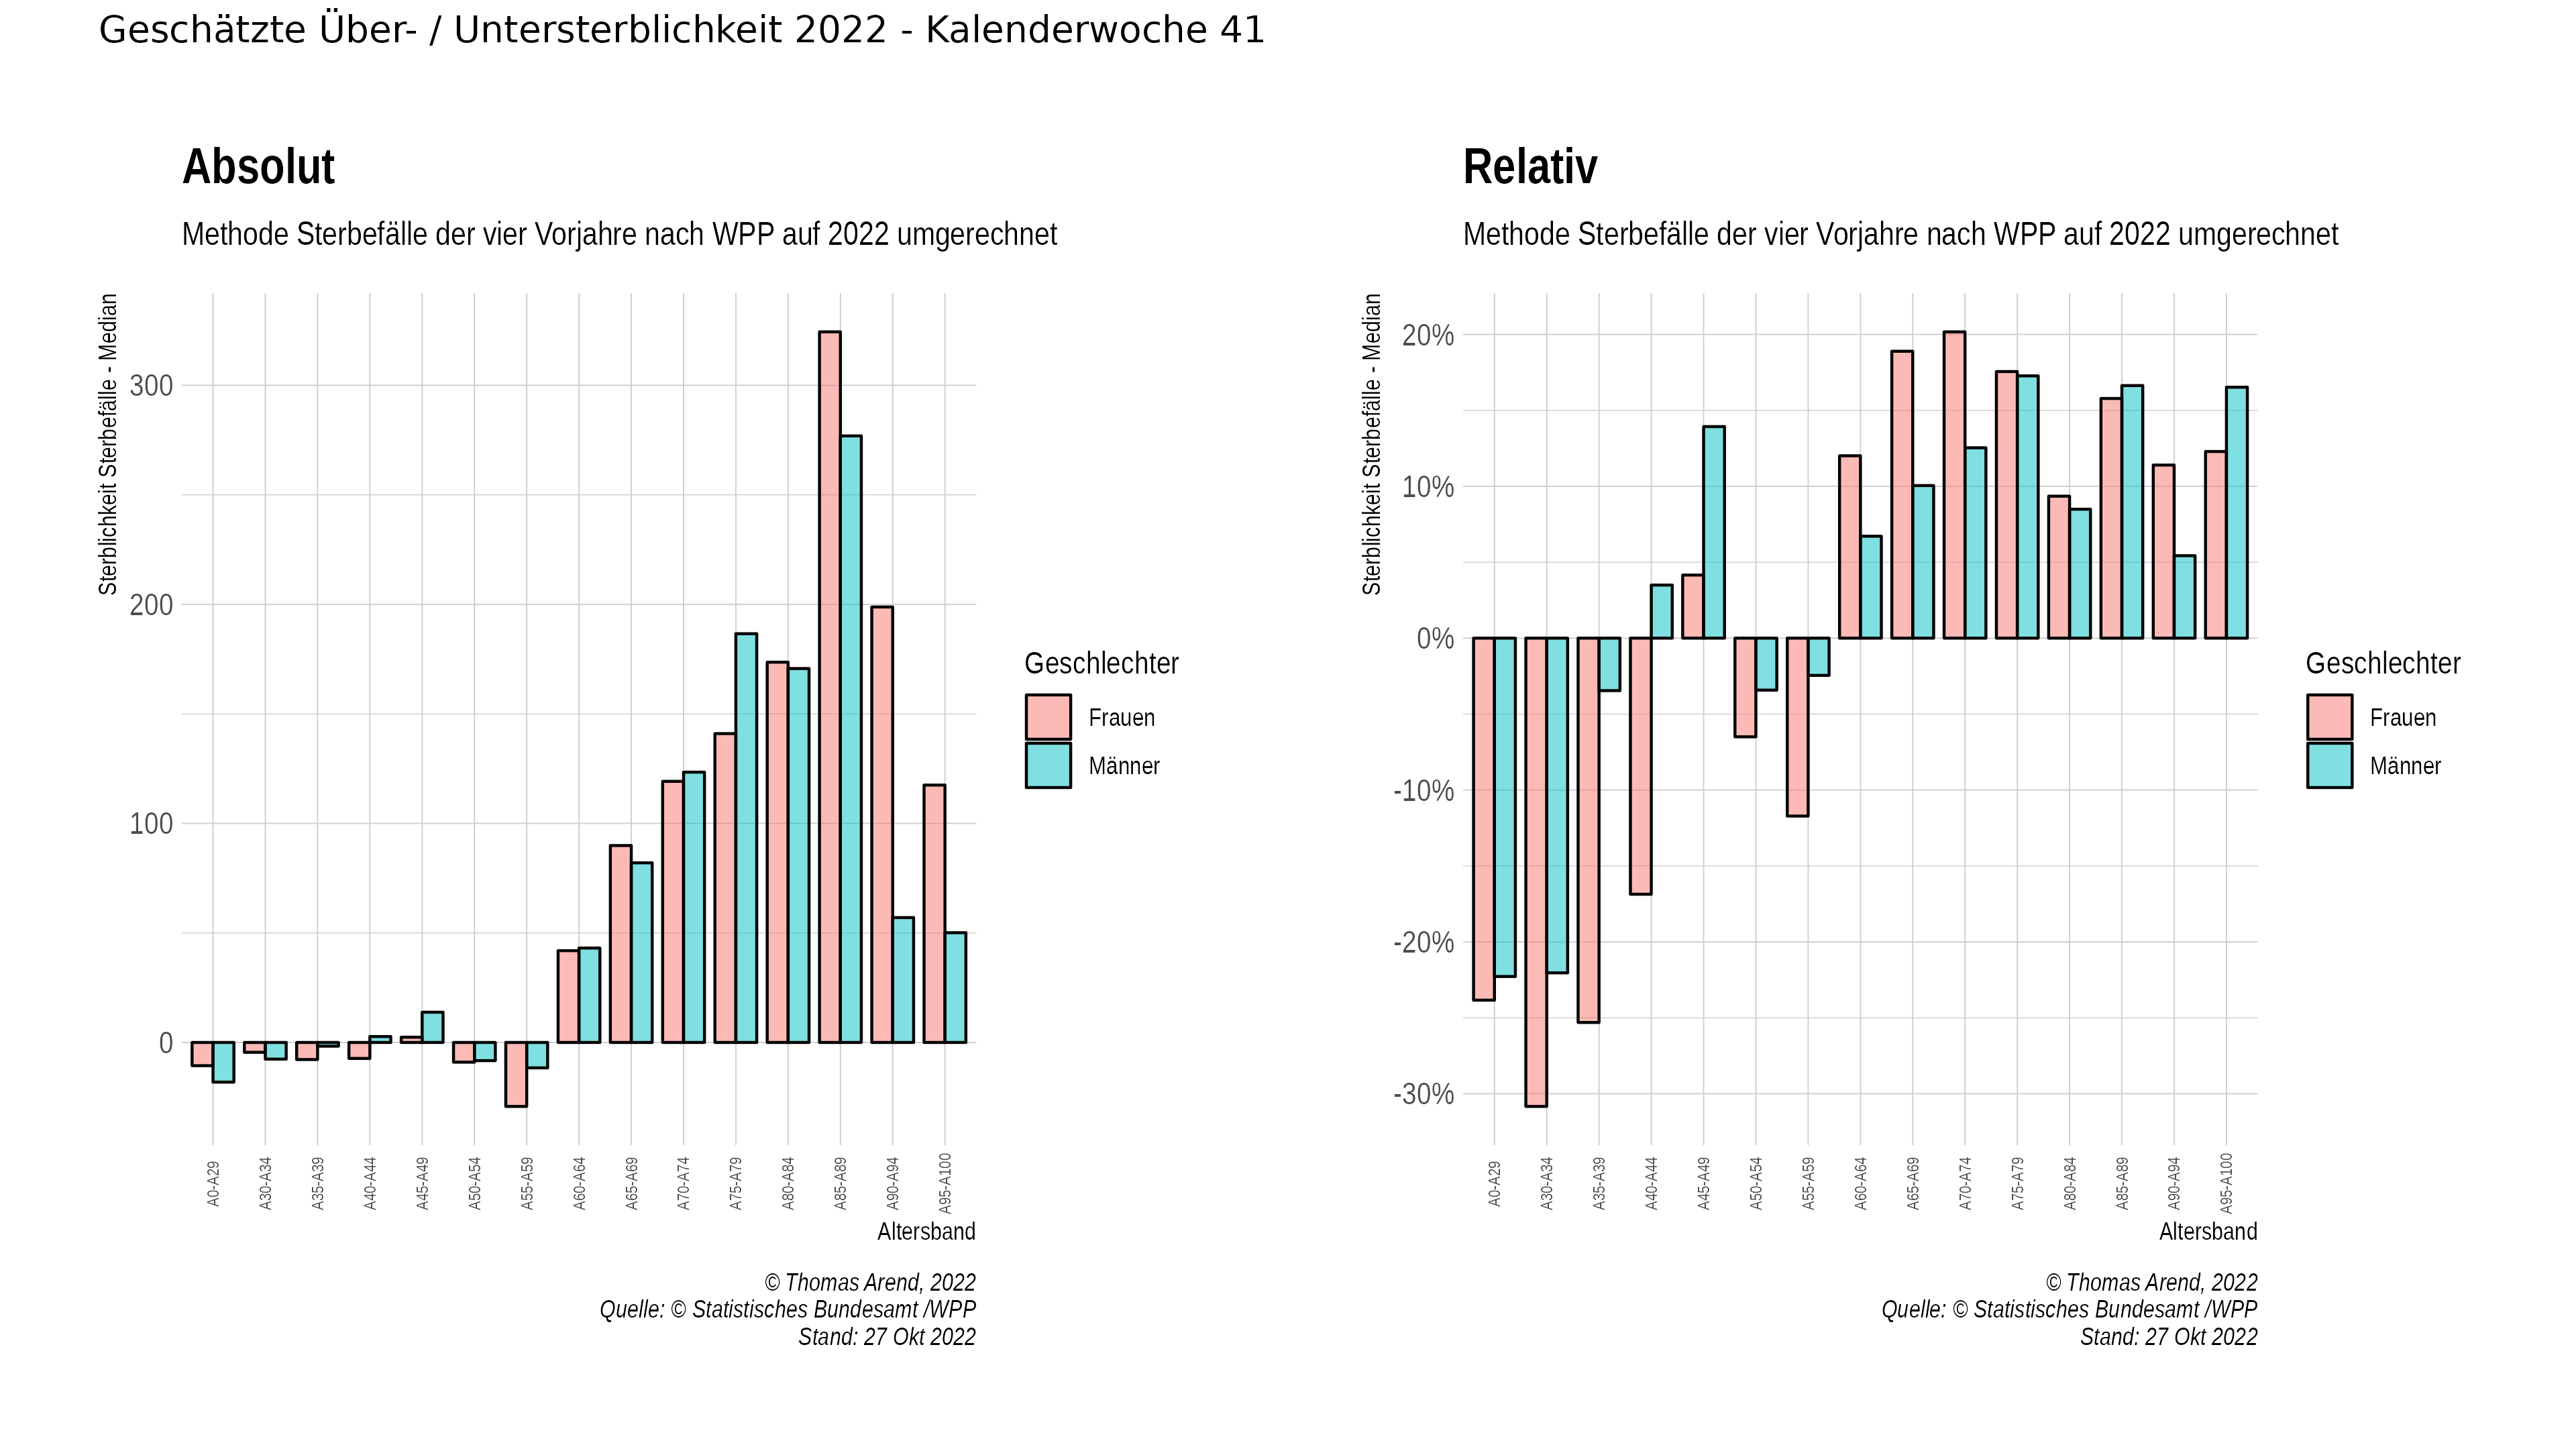 Geschätzte Über- / Untersterblichkeit 2022 - Kalenderwoche 41
Absolut
Methode Sterbefälle der vier Vorjahre nach WPP auf 2022 umgerechnet
Sterblichkeit Sterbefälle - Median
300
200
100
0
A0-A29
A30-A34
A35-A39
A40-A44
A45-A49
A50-A54
A55-A59
A60-A64
A65-A69
A70-A74
A75-A79
A80-A84
A85-A89
A90-A94
A95-A100
Altersband
Geschlechter
Frauen
Männer
© Thomas Arend, 2022
Quelle: © Statistisches Bundesamt /WPP
Stand: 27 Okt 2022
Relativ
Methode Sterbefälle der vier Vorjahre nach WPP auf 2022 umgerechnet
Sterblichkeit Sterbefälle - Median
20%
10%
0%
-10%
-20%
-30%
A0-A29
A30-A34
A35-A39
A40-A44
A45-A49
A50-A54
A55-A59
A60-A64
A65-A69
A70-A74
A75-A79
A80-A84
A85-A89
A90-A94
A95-A100
Altersband
Geschlechter
Frauen
Männer
© Thomas Arend, 2022
Quelle: © Statistisches Bundesamt /WPP
Stand: 27 Okt 2022